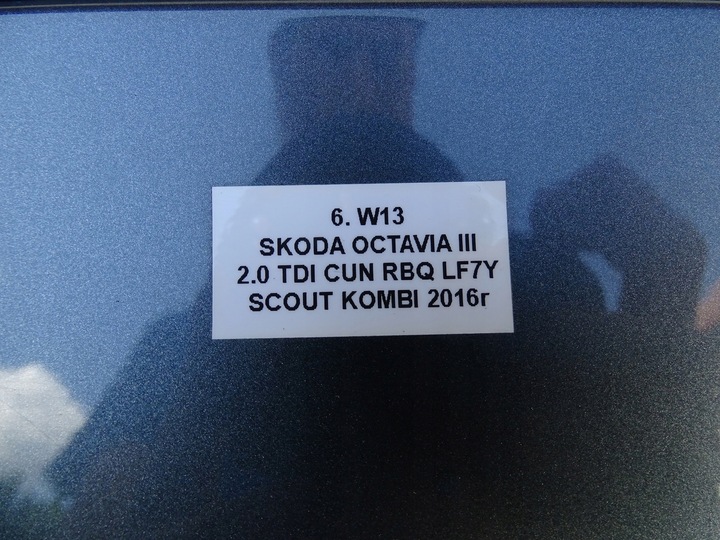 6. W13
SKODA OCTAVIA III
2.0 TDI CUN RBQ LF7Y
SCOUT KOMBI 2016r